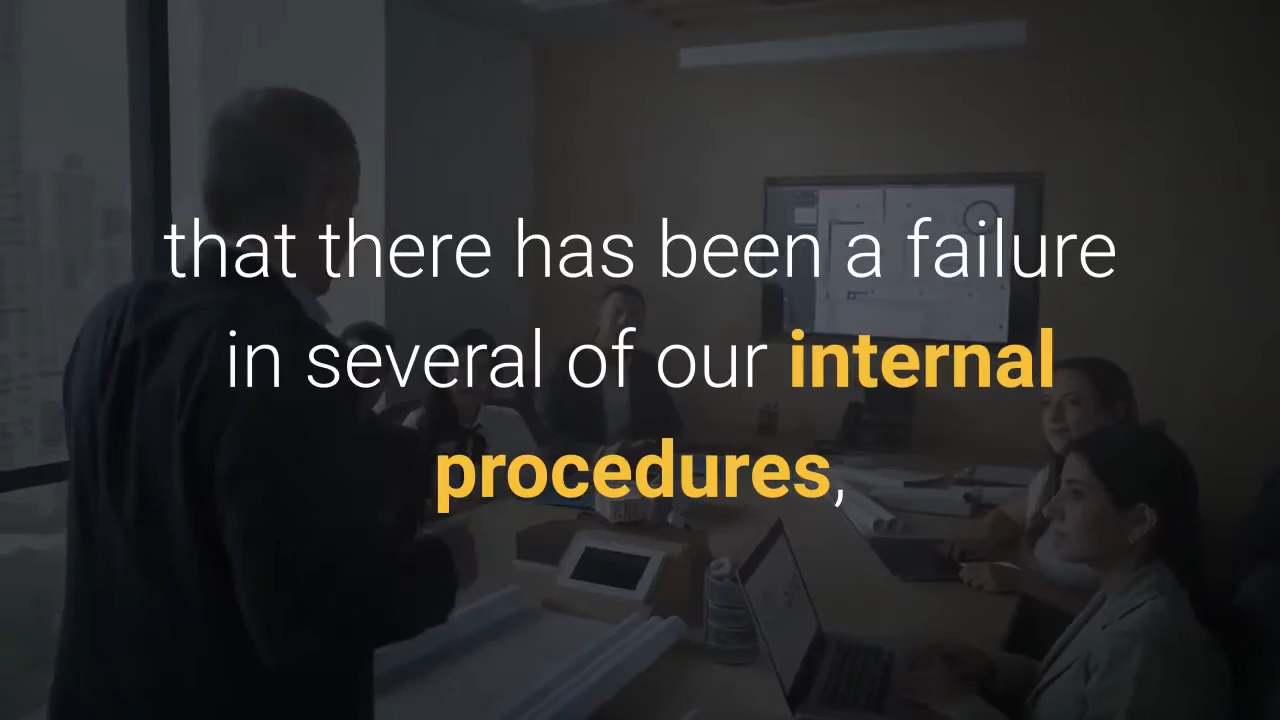 that there has been a failure
in several of our internal
procedures,